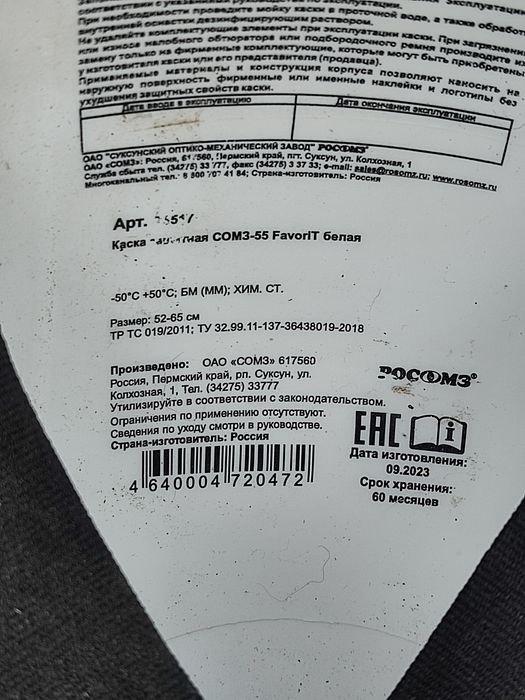 соответствии с указаниями руководства по эксплуатации.
При необходимости проведите мойку каски в проточной воде, а также обработ
внутренней оснастки дезинфицирующим раствором.
Не удаляйте комплектующие элементы при эксплуатации каски. При загрязнени
или износе налобного обтюратора или подбородочного ремня производите их
замену только на фирменные комплектующие, которые могут быть приобретены
у изготовителя каски или его представителя (продавца).
Применяемые материалы и конструкция корпуса позволяют наносить на
наружную поверхность фирменные или именные наклейки и логотипы без
ухудшения защитных свойств каски.
Дата ввода в эксплуатацию Дата окончания эксплуатации
ОАО "СУКСУНСКИЙ ОПТИКО-МЕХАНИЧЕСКИЙ ЗАВОД" РОСОМЗ
ОАО «СОМЗ»: Россия, 617560, Пермский край, пгт. Суксун, ул. Колхозная, 1
Служба сбыта тел. (34275) 33 777, факс (34275) 3 37 33; e-mail: sales@rosomz.ru; www.rosomz.ru
Многоканальный тел. 8 800 707 41 84; Страна-изготовитель: Россия
Арт.
Каска СОМЗ-55 FavoriT белая
-50°C +50°C; БМ (ММ); ХИМ. СТ.
Размер: 52-65 см
ТР ТС 019/2011; ТУ 32.99.11-137-36438019-2018
Произведено: ОАО «СОМЗ» 617560
Россия, Пермский край, рп. Суксун, ул.
Колхозная, 1, Тел. (34275) 33777
Утилизируйте в соответствии с законодательством.
Ограничения по применению отсутствуют.
Сведения по уходу смотри в руководстве.
Страна-изготовитель: Россия
4 640004 720472
РОСОМЗ®
EAC i
Дата изготовления:
09.2023
Срок хранения:
60 месяцев